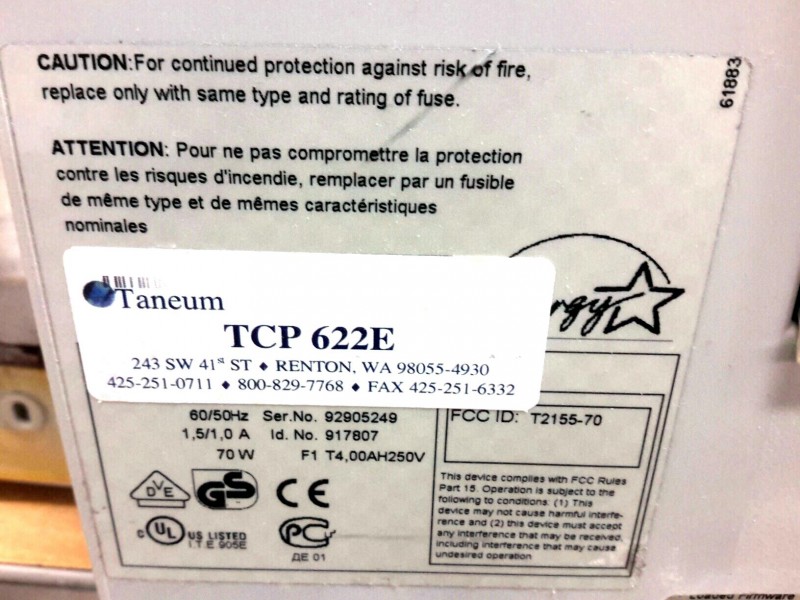 CAUTION:For continued protection against risk of fire,
replace only with same type and rating of fuse.
61883
ATTENTION: Pour ne pas compromettre la protection
contre les risques d'incendie, remplacer par un fusible
de même type et de mêmes caractéristiques
nominales
Taneum
TCP 622E
243 SW 41st ST ♦ RENTON, WA 98055-4930
425-251-0711 ♦ 800-829-7768 ♦ FAX 425-251-6332
60/50Hz Ser.No. 92905249
1,5/1,0 A Id. No. 917807
70 W F1 T4,00AH250V
FCC ID: T2155-70
This device complies with FCC Rules
Part 15. Operation is subject to the
following to conditions: (1) This
device may not cause harmful interfe-
rence and (2) this device must accept
any interference that may be received,
including interference that may cause
undesired operation
DVE
GS
CE
c UL US LISTED
I.T.E 905E
PC
ДЕ 01
Loaded Firmware